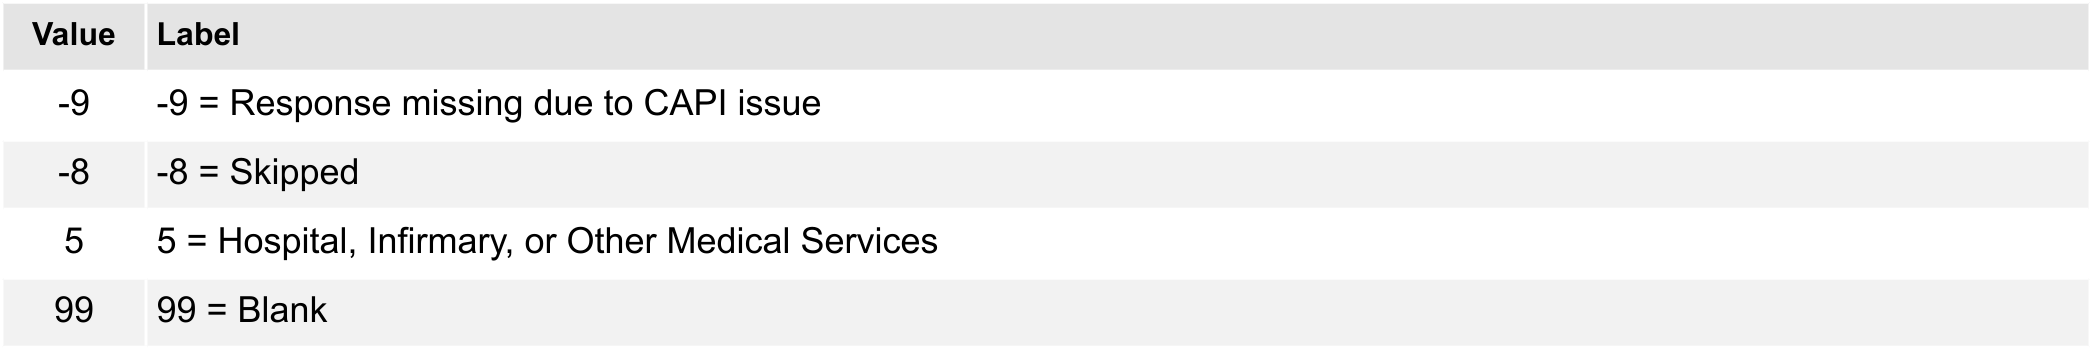 Value Label
-9 -9 = Response missing due to CAPI issue
-8 -8 = Skipped
5 5 = Hospital, Infirmary, or Other Medical Services
99 99 = Blank